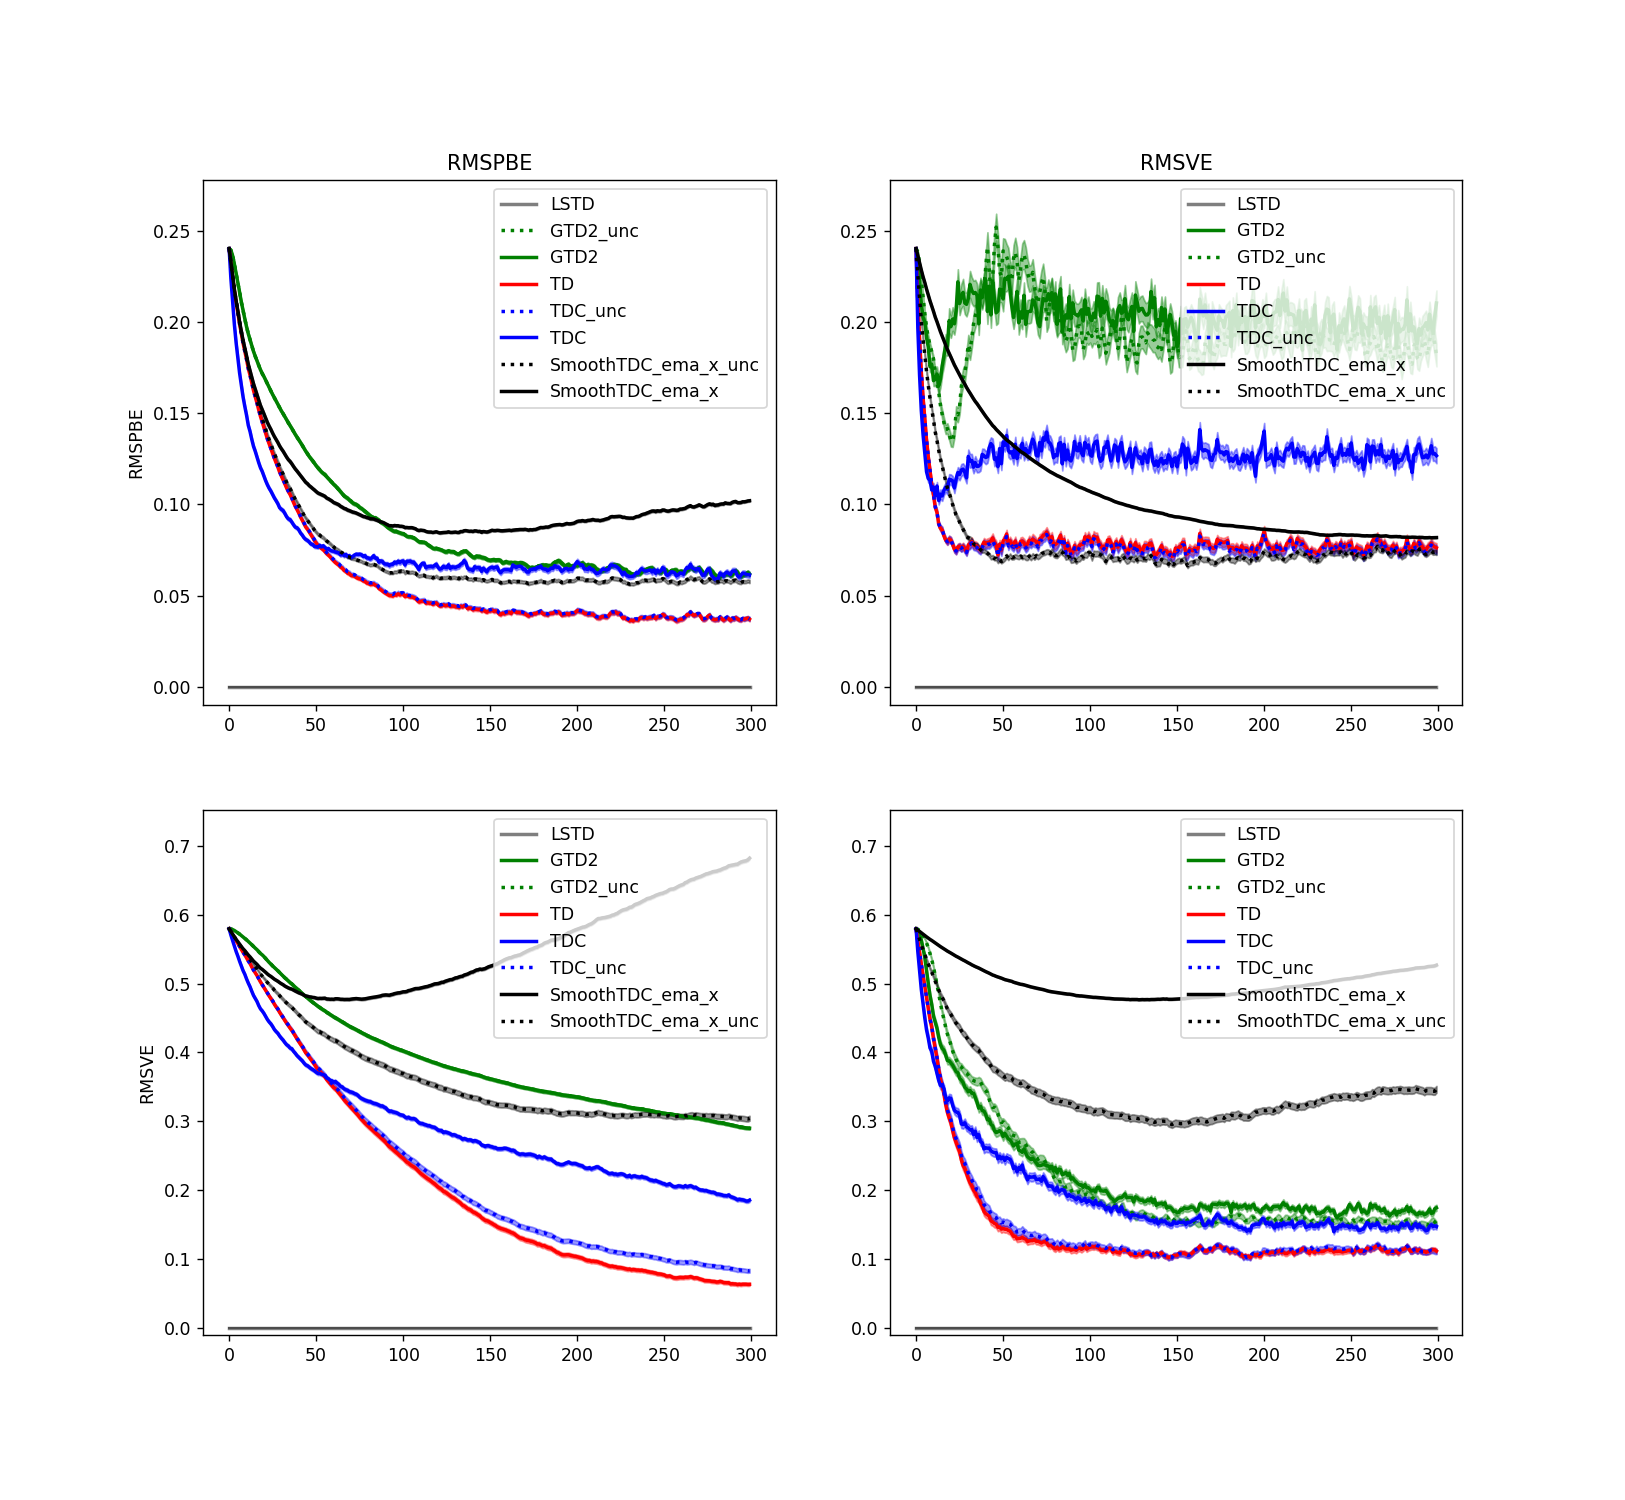 RMSPBE
RMSPBE
0.25
0.20
0.15
0.10
0.05
0.00
LSTD
GTD2_unc
GTD2
TD
TDC_unc
TDC
SmoothTDC_ema_x_unc
SmoothTDC_ema_x
0 50 100 150 200 250 300
RMSVE
0.25
0.20
0.15
0.10
0.05
0.00
LSTD
GTD2
GTD2_unc
TD
TDC
TDC_unc
SmoothTDC_ema_x
SmoothTDC_ema_x_unc
0 50 100 150 200 250 300
RMSVE
0.7
0.6
0.5
0.4
0.3
0.2
0.1
0.0
LSTD
GTD2
GTD2_unc
TD
TDC
TDC_unc
SmoothTDC_ema_x
SmoothTDC_ema_x_unc
0 50 100 150 200 250 300
0.7
0.6
0.5
0.4
0.3
0.2
0.1
0.0
LSTD
GTD2
GTD2_unc
TD
TDC
TDC_unc
SmoothTDC_ema_x
SmoothTDC_ema_x_unc
0 50 100 150 200 250 300